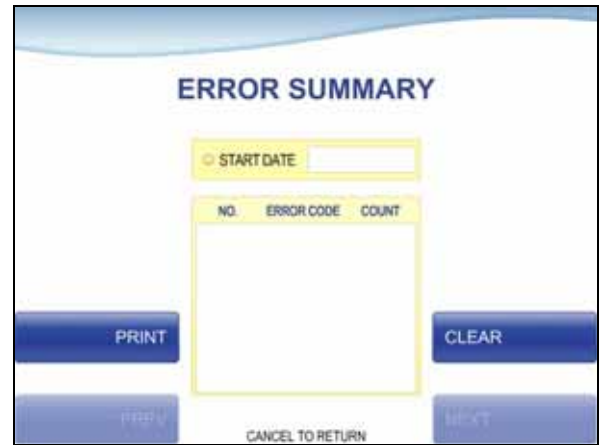 ERROR SUMMARY
START DATE
NO. ERROR CODE COUNT
PRINT
CLEAR
PREV
NEXT
CANCEL TO RETURN